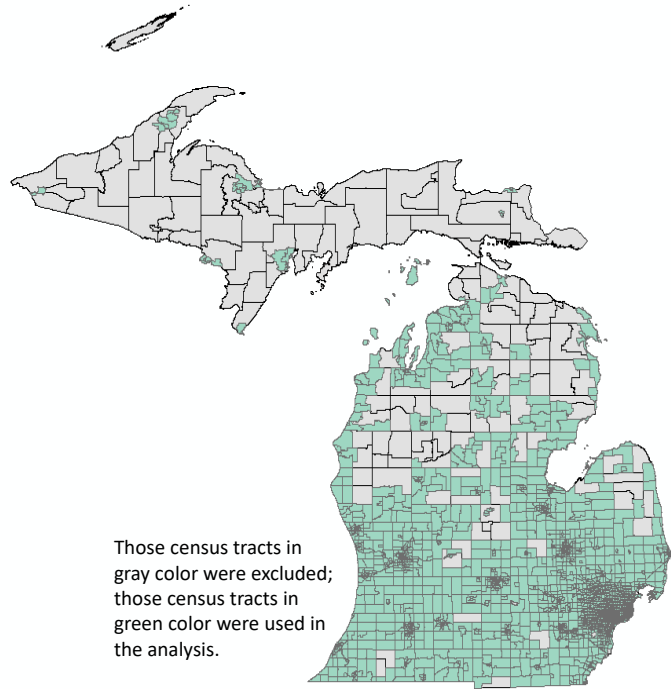 Those census tracts in
gray color were excluded;
those census tracts in
green color were used in
the analysis.